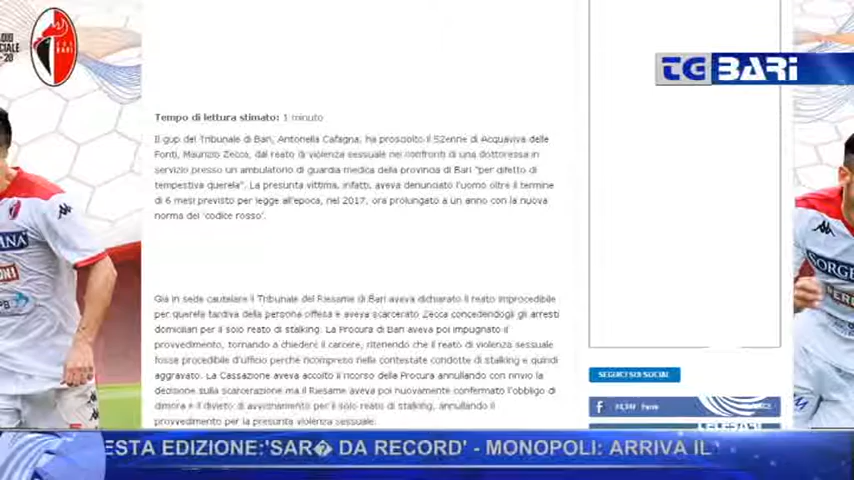 CIALE
-20
BARI
TG BARI
Tempo di lettura stimato: 1 minuto
Il gup del Tribunale di Bari, Antonella Cafagna, ha prosciolto il 52enne di Acquaviva delle
Fonti, Maurizio Zecca, dal reato di violenza sessuale nei confronti di una dottoressa in
servizio presso un ambulatorio di guardia medica della provincia di Bari "per difetto di
tempestiva querela". La presunta vittima, infatti, aveva denunciato l'uomo oltre il termine
di 6 mesi previsto per legge all'epoca, nel 2017, ora prolungato a un anno con la nuova
norma del 'codice rosso'.
Già in sede cautelare il Tribunale del Riesame di Bari aveva dichiarato il reato improcedibile
per querela tardiva della persona offesa e aveva scarcerato Zecca concedendogli gli arresti
domiciliari per il solo reato di stalking. La Procura di Bari aveva poi impugnato il
provvedimento, tornando a chiedere il carcere, ritenendo che il reato di violenza sessuale
fosse procedibile d'ufficio perché ricompreso nella contestate condotte di stalking e quindi
aggravato. La Cassazione aveva accolto il ricorso della Procura annullando con rinvio la
decisione sulla scarcerazione ma il Riesame aveva poi nuovamente confermato l'obbligo di
dimora e il divieto di avvicinamento per il solo reato di stalking, annullando il
provvedimento per la presunta violenza sessuale.
SEGUICI SUI SOCIAL
f Fans
TELEBARI
ESTA EDIZIONE:'SAR� DA RECORD' - MONOPOLI: ARRIVA IL